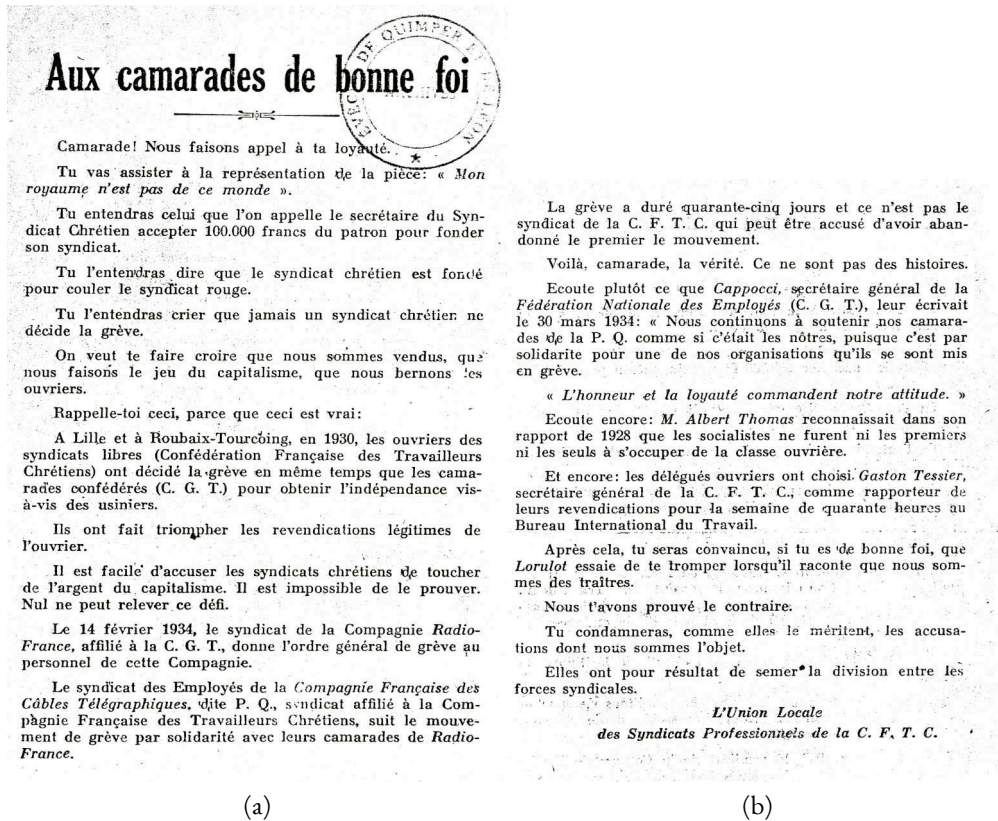 Aux camarades de bonne foi
ÉVÊCHÉ DE QUIMPER ET DE LÉON
ARCHIVES
Camarade! Nous faisons appel à ta loyauté.
Tu vas assister à la représentation de la pièce: « Mon
royaume n'est pas de ce monde ».
Tu entendras celui que l'on appelle le secrétaire du Syn-
dicat Chrétien accepter 100.000 francs du patron pour fonder
son syndicat.
Tu l'entendras dire que le syndicat chrétien est fondé
pour couler le syndicat rouge.
Tu l'entendras crier que jamais un syndicat chrétien ne
décide la grève.
On veut te faire croire que nous sommes vendus, que
nous faisons le jeu du capitalisme, que nous bernons les
ouvriers.
Rappelle-toi ceci, parce que ceci est vrai:
A Lille et à Roubaix-Tourcoing, en 1930, les ouvriers des
syndicats libres (Confédération Française des Travailleurs
Chrétiens) ont décidé la grève en même temps que les cama-
rades confédérés (C. G. T.) pour obtenir l'indépendance vis-
à-vis des usiniers.
Ils ont fait triompher les revendications légitimes de
l'ouvrier.
Il est facile d'accuser les syndicats chrétiens de toucher
de l'argent du capitalisme. Il est impossible de le prouver.
Nul ne peut relever ce défi.
Le 14 février 1934, le syndicat de la Compagnie Radio-
France, affilié à la C. G. T., donne l'ordre général de grève au
personnel de cette Compagnie.
Le syndicat des Employés de la Compagnie Française des
Câbles Télégraphiques, dite P. Q., syndicat affilié à la Com-
pagnie Française des Travailleurs Chrétiens, suit le mouve-
ment de grève par solidarité avec leurs camarades de Radio-
France.
(a)
La grève a duré quarante-cinq jours et ce n'est pas le
syndicat de la C. F. T. C. qui peut être accusé d'avoir aban-
donné le premier le mouvement.
Voilà, camarade, la vérité. Ce ne sont pas des histoires.
Ecoute plutôt ce que Cappocci, secrétaire général de la
Fédération Nationale des Employés (C. G. T.), leur écrivait
le 30 mars 1934: « Nous continuons à soutenir nos camara-
des de la P. Q. comme si c'était les nôtres, puisque c'est par
solidarité pour une de nos organisations qu'ils se sont mis
en grève.
« L'honneur et la loyauté commandent notre attitude. »
Ecoute encore: M. Albert Thomas reconnaissait dans son
rapport de 1928 que les socialistes ne furent ni les premiers
ni les seuls à s'occuper de la classe ouvrière.
Et encore: les délégués ouvriers ont choisi Gaston Tessier,
secrétaire général de la C. F. T. C., comme rapporteur de
leurs revendications pour la semaine de quarante heures au
Bureau International du Travail.
Après cela, tu seras convaincu, si tu es de bonne foi, que
Lorulot essaie de te tromper lorsqu'il raconte que nous som-
mes des traîtres.
Nous t'avons prouvé le contraire.
Tu condamneras, comme elles le méritent, les accusa-
tions dont nous sommes l'objet.
Elles ont pour résultat de semer la division entre les
forces syndicales.
L'Union Locale
des Syndicats Professionnels de la C. F. T. C.
(b)